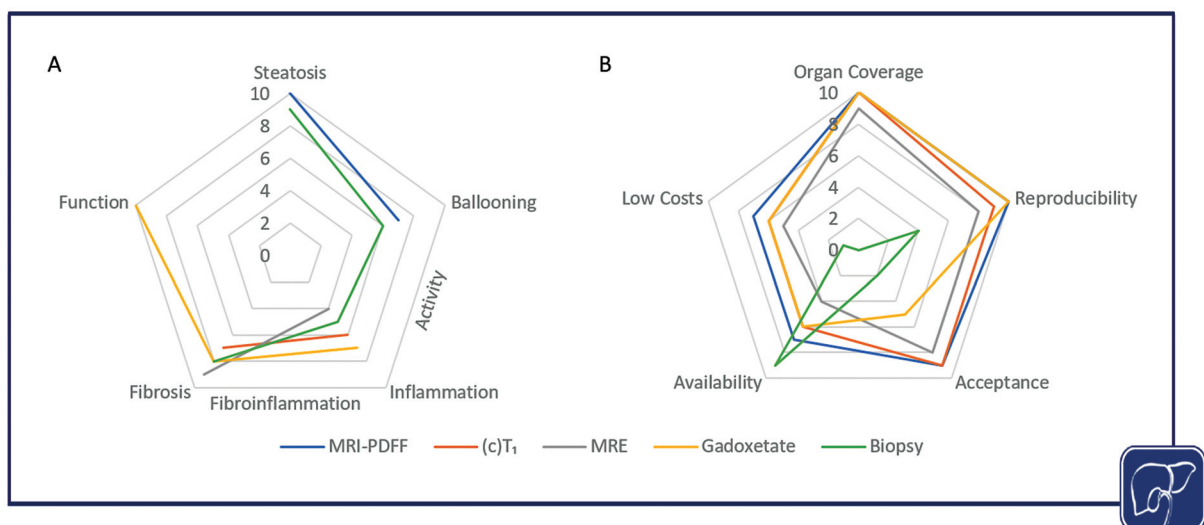 A
Steatosis
10
8
6
4
2
0
Function
Ballooning
Activity
Fibrosis
Fibroinflammation
Inflammation
B
Organ Coverage
10
8
6
4
2
0
Low Costs
Reproducibility
Availability
Acceptance
MRI-PDFF (c)T₁ MRE Gadoxetate Biopsy